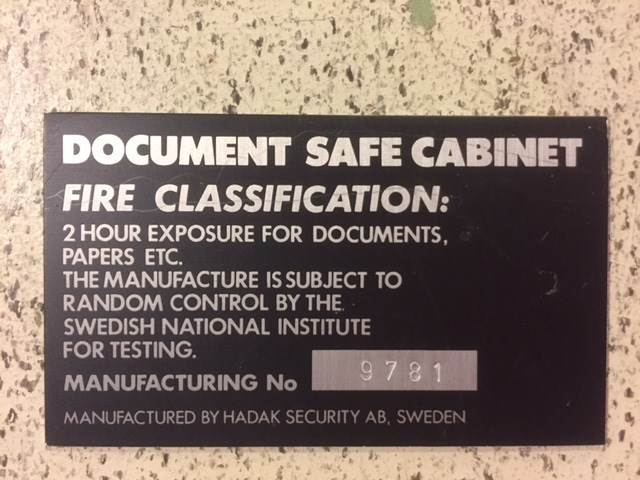 DOCUMENT SAFE CABINET
FIRE CLASSIFICATION:
2 HOUR EXPOSURE FOR DOCUMENTS,
PAPERS ETC.
THE MANUFACTURE IS SUBJECT TO
RANDOM CONTROL BY THE
SWEDISH NATIONAL INSTITUTE
FOR TESTING.
MANUFACTURING No 9781
MANUFACTURED BY HADAK SECURITY AB, SWEDEN